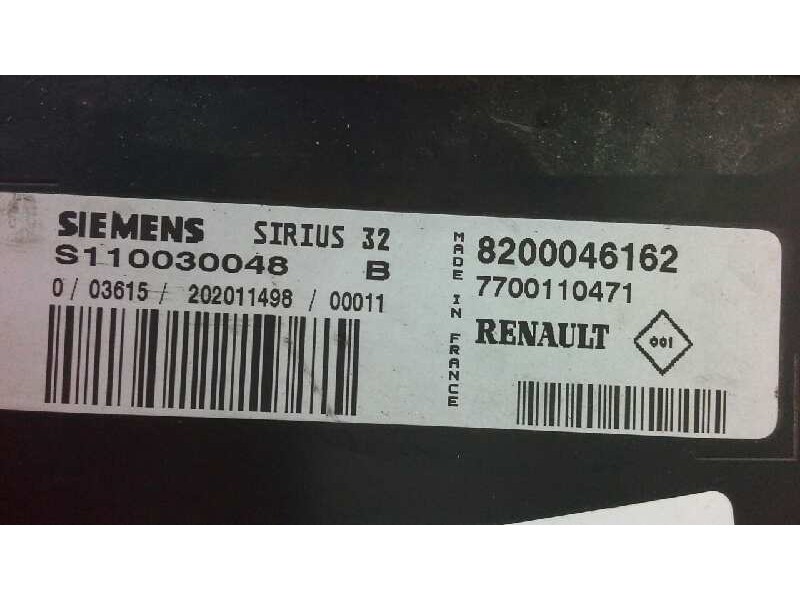 SIEMENS SIRIUS 32
S110030048 B
0/ 03615/ 202011498/ 00011
MADE IN FRANCE
8200046162
7700110471
RENAULT
001